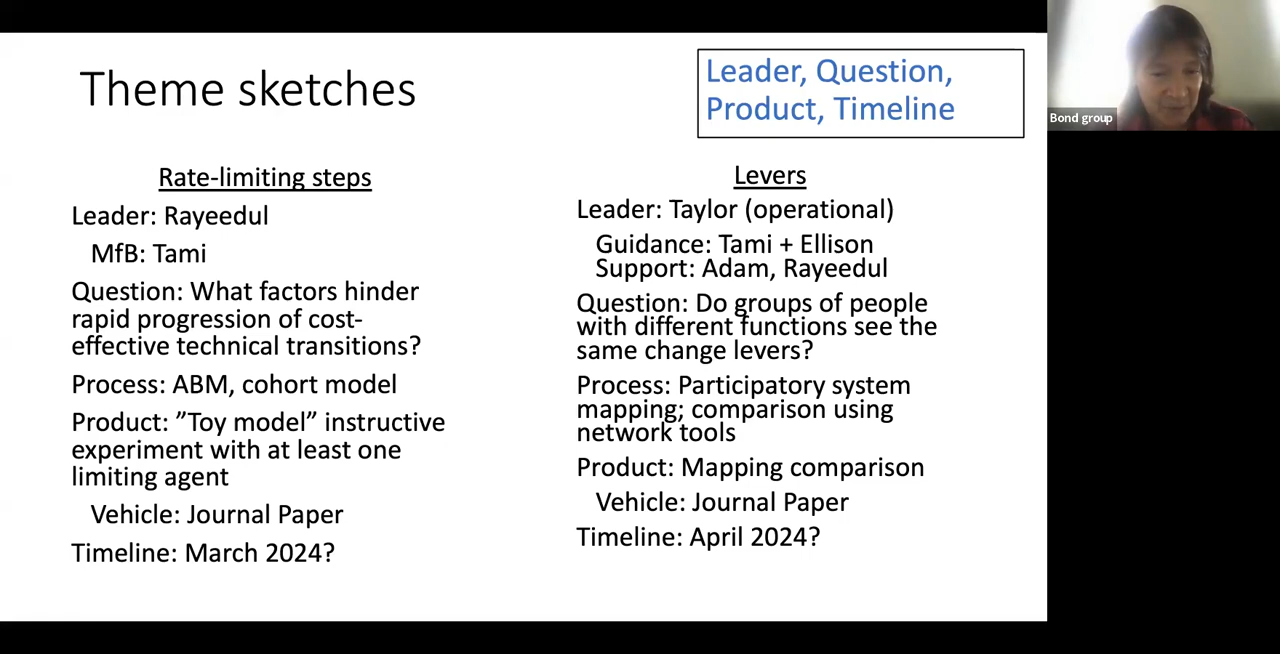 Theme sketches
Leader, Question,
Product, Timeline
Bond group
Rate-limiting steps
Leader: Rayeedul
MfB: Tami
Question: What factors hinder
rapid progression of cost-
effective technical transitions?
Process: ABM, cohort model
Product: ”Toy model” instructive
experiment with at least one
limiting agent
Vehicle: Journal Paper
Timeline: March 2024?
Levers
Leader: Taylor (operational)
Guidance: Tami + Ellison
Support: Adam, Rayeedul
Question: Do groups of people
with different functions see the
same change levers?
Process: Participatory system
mapping; comparison using
network tools
Product: Mapping comparison
Vehicle: Journal Paper
Timeline: April 2024?